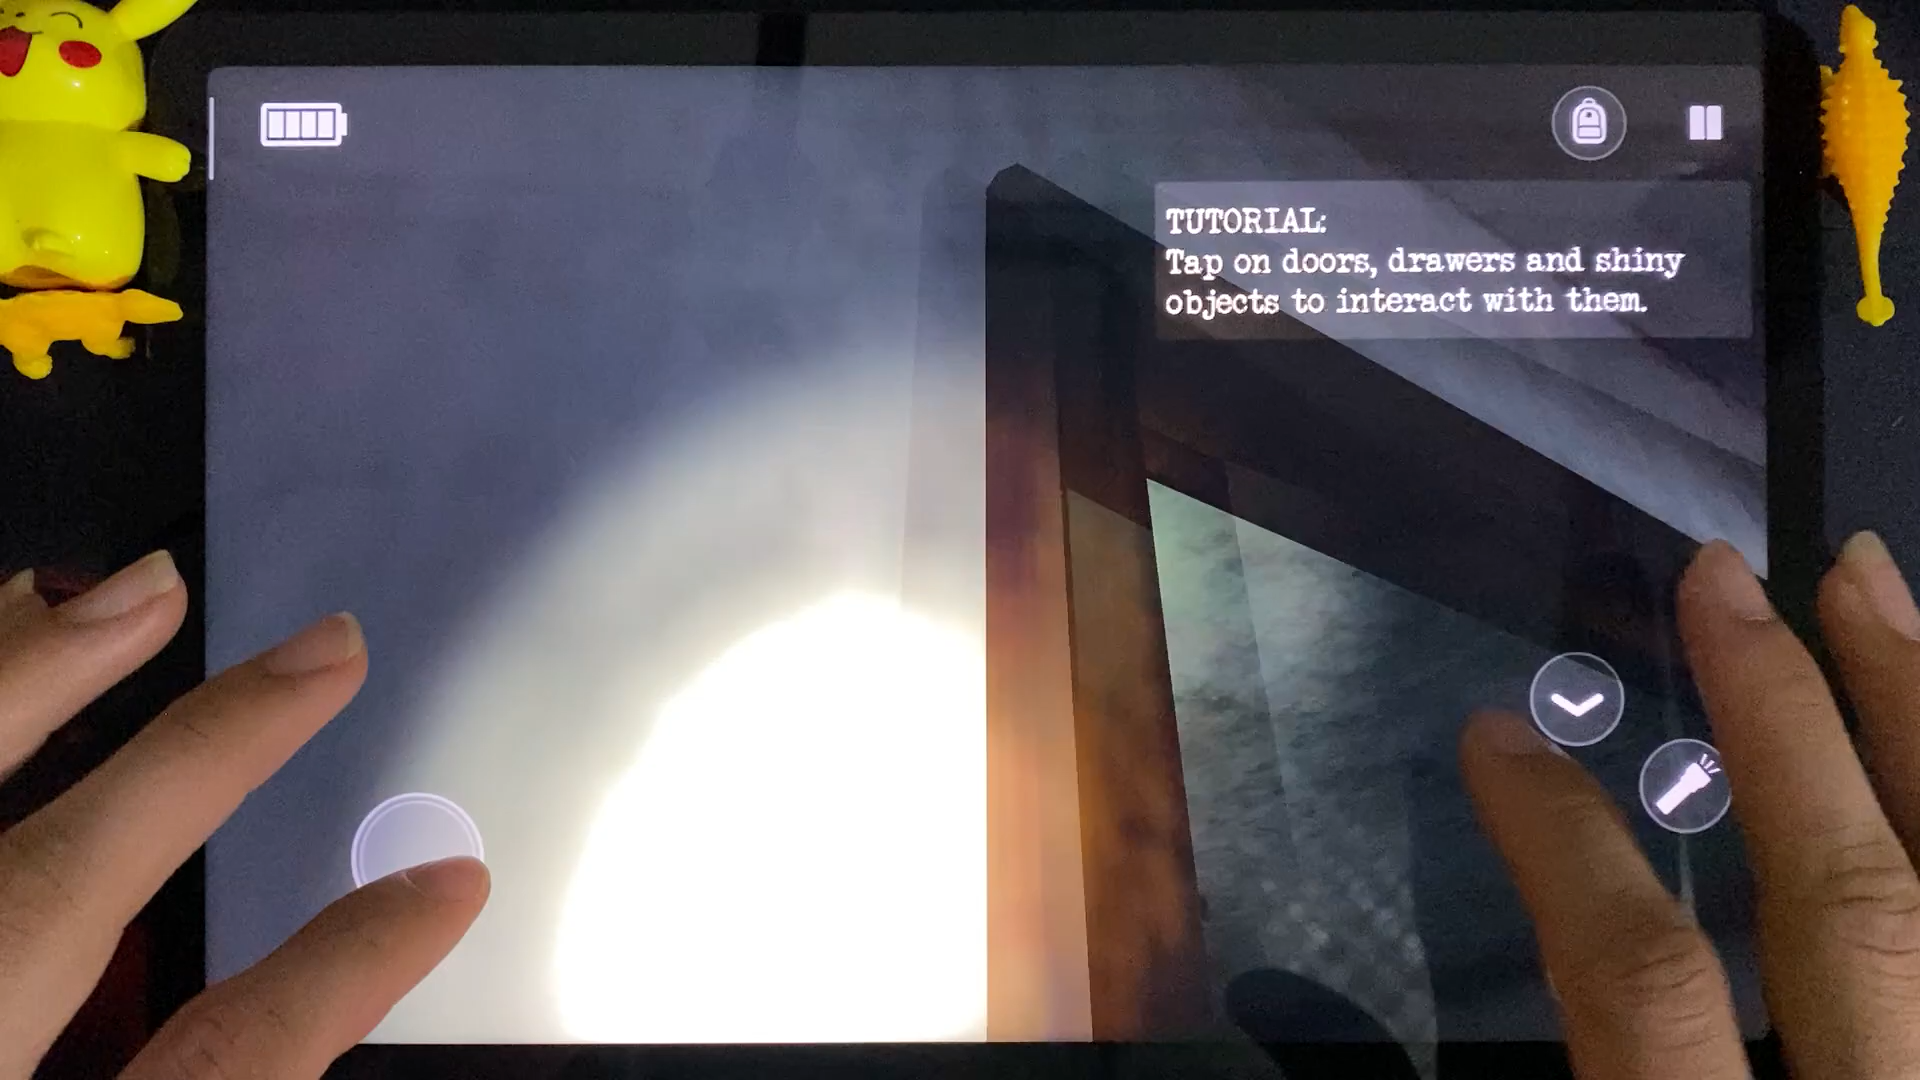 TUTORIAL:
Tap on doors, drawers and shiny
objects to interact with them.